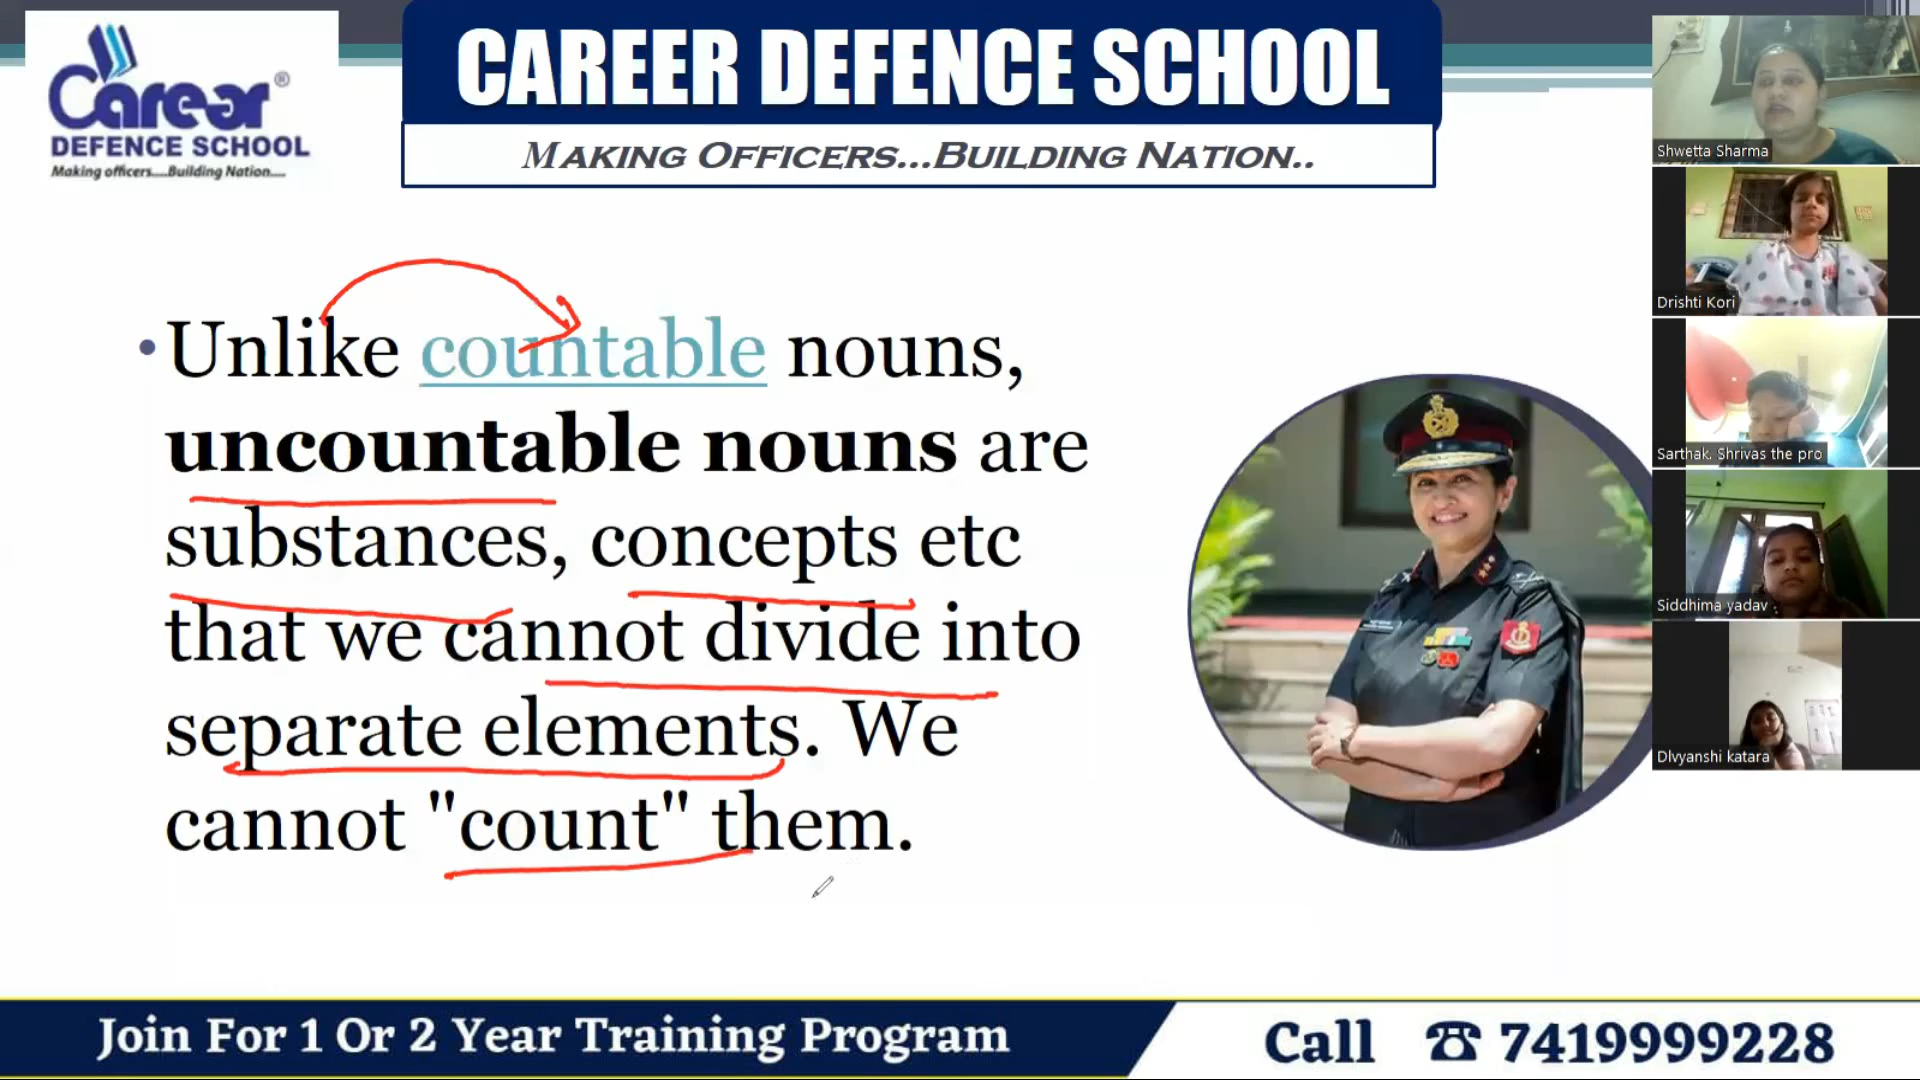 Career®
DEFENCE SCHOOL
Making officers....Building Nation....
CAREER DEFENCE SCHOOL
MAKING OFFICERS...BUILDING NATION..
• Unlike countable nouns,
uncountable nouns are
substances, concepts etc
that we cannot divide into
separate elements. We
cannot "count" them.
Shwetta Sharma
Drishti Kori
Sarthak. Shrivas the pro
Siddhima yadav
DIvyanshi katara
Join For 1 Or 2 Year Training Program
Call ☎ 7419999228